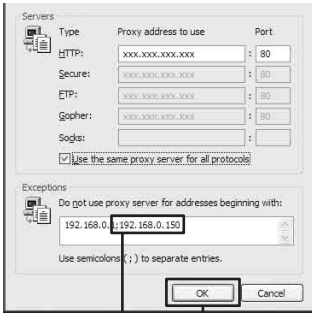 Servers
Type Proxy address to use Port
HTTP: xxx.xxx.xxx.xxx : 80
Secure: xxx.xxx.xxx.xxx : 80
FTP: xxx.xxx.xxx.xxx : 80
Gopher: xxx.xxx.xxx.xxx : 80
Socks: :
Use the same proxy server for all protocols
Exceptions
Do not use proxy server for addresses beginning with:
192.168.0.1;192.168.0.150
Use semicolons ( ; ) to separate entries.
OK Cancel